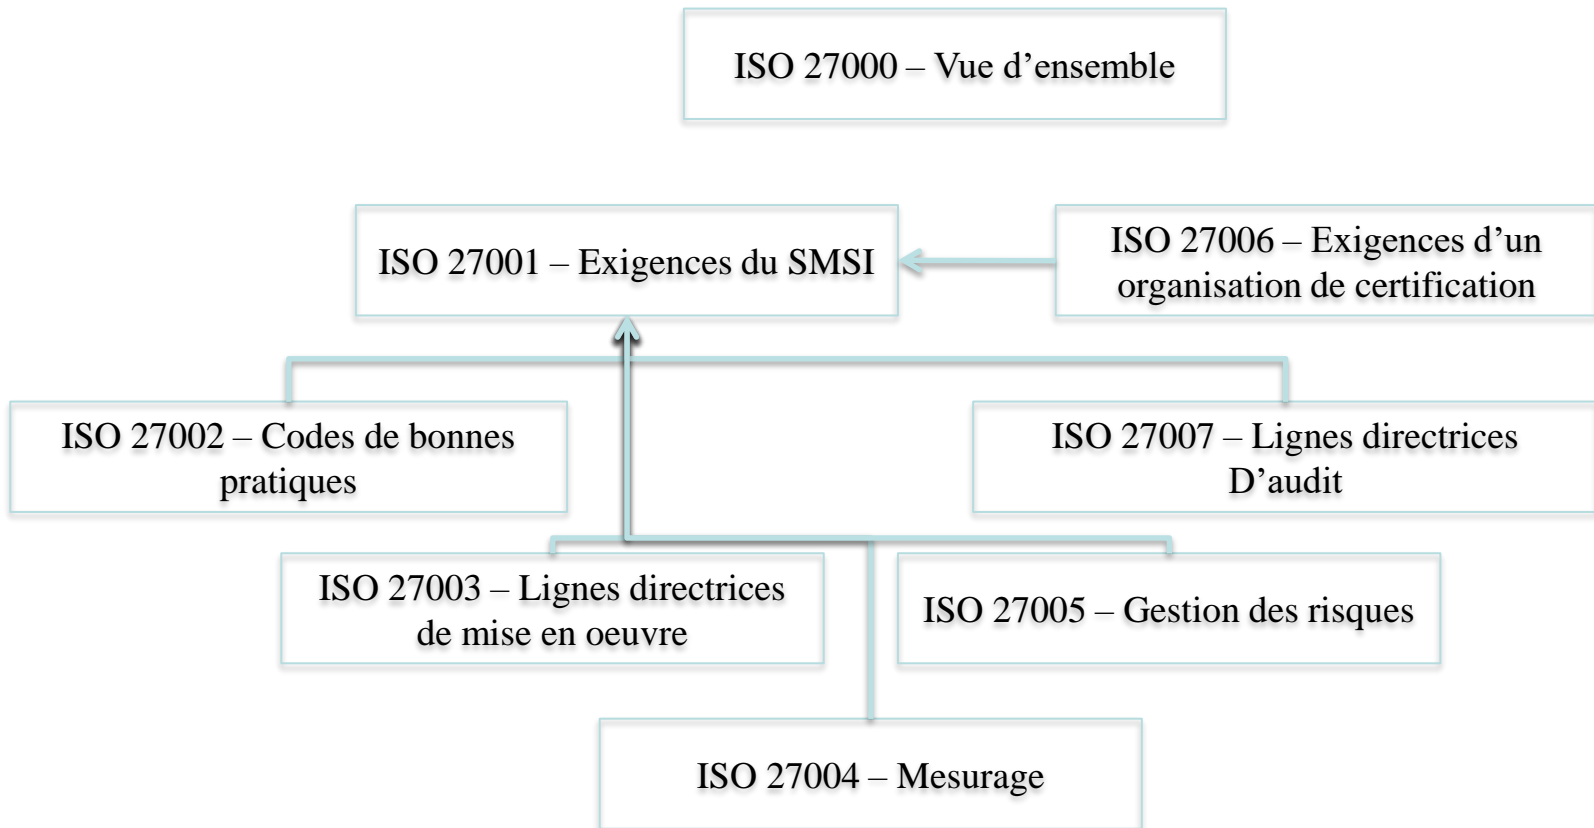 ISO 27000 – Vue d’ensemble
ISO 27001 – Exigences du SMSI
ISO 27006 – Exigences d’un
organisation de certification
ISO 27002 – Codes de bonnes
pratiques
ISO 27007 – Lignes directrices
D’audit
ISO 27003 – Lignes directrices
de mise en oeuvre
ISO 27005 – Gestion des risques
ISO 27004 – Mesurage